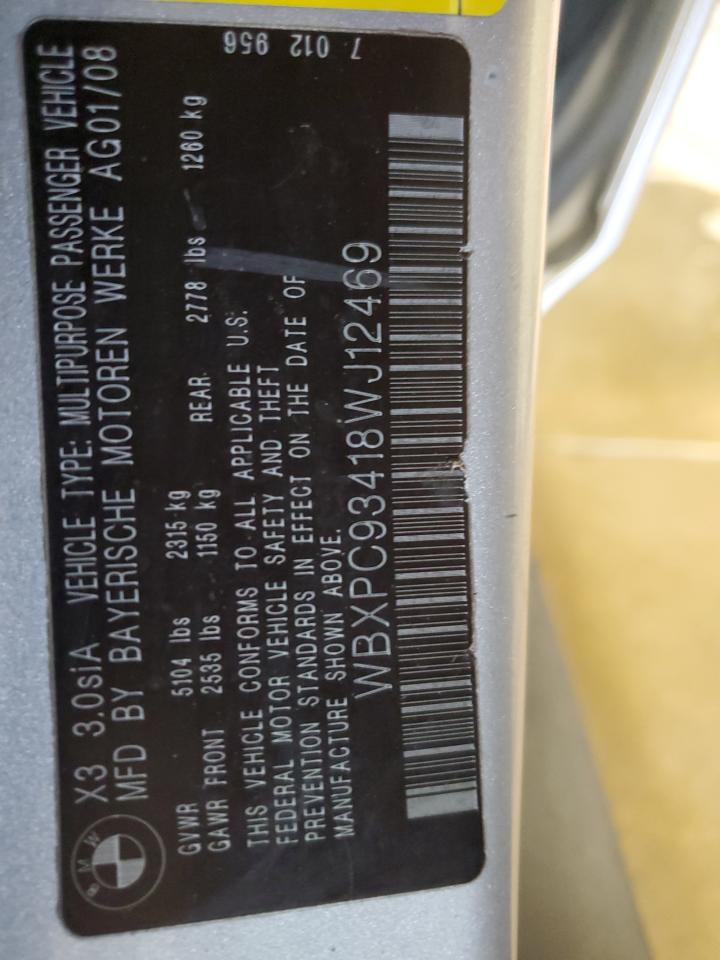 BMW
X3 3.0siA VEHICLE TYPE: MULTIPURPOSE PASSENGER VEHICLE
MFD BY BAYERISCHE MOTOREN WERKE AG01/08
GVWR 5104 lbs 2315 kg
GAWR FRONT 2535 lbs 1150 kg REAR 2778 lbs 1260 kg
THIS VEHICLE CONFORMS TO ALL APPLICABLE U.S.
FEDERAL MOTOR VEHICLE SAFETY AND THEFT
PREVENTION STANDARDS IN EFFECT ON THE DATE OF
MANUFACTURE SHOWN ABOVE.
WBXPC93418WJ12469
7 012 956